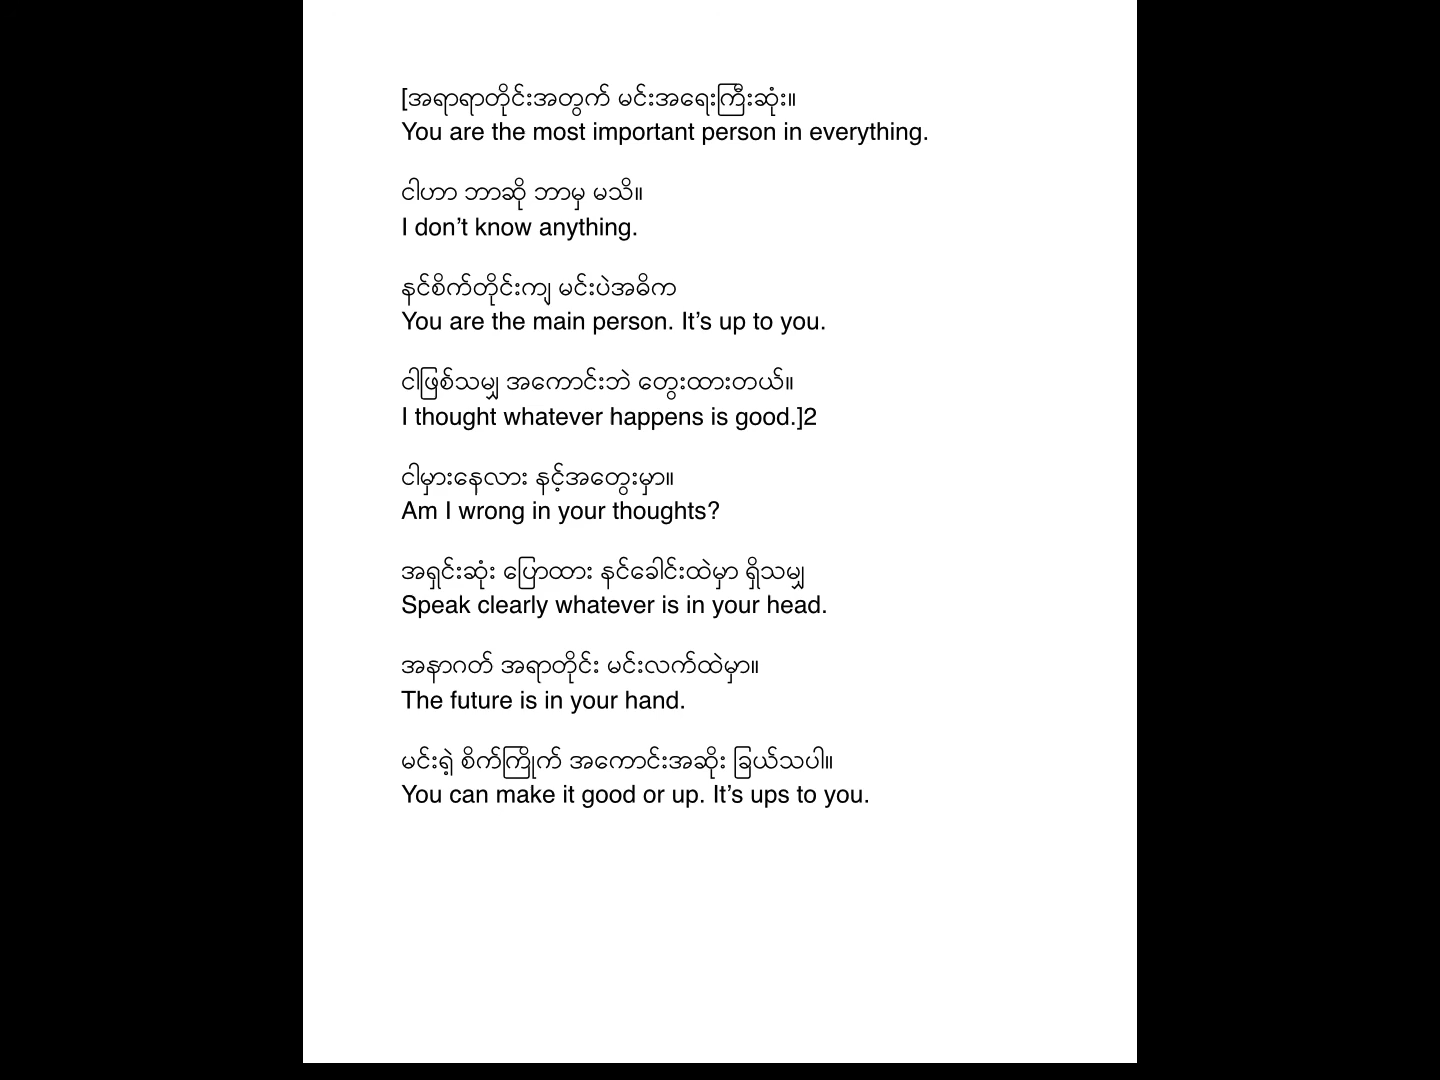 [အရာရာတိုင်းအတွက် မင်းအရေးကြီးဆုံး။
You are the most important person in everything.
ငါဟာ ဘာဆို ဘာမှ မသိ။
I don’t know anything.
နင်စိက်တိုင်းကျ မင်းပဲအဓိက
You are the main person. It’s up to you.
ငါဖြစ်သမျှ အကောင်းဘဲ တွေးထားတယ်။
I thought whatever happens is good.]2
ငါမှားနေလား နင့်အတွေးမှာ။
Am I wrong in your thoughts?
အရှင်းဆုံး ပြောထား နင်ခေါင်းထဲမှာ ရှိသမျှ
Speak clearly whatever is in your head.
အနာဂတ် အရာတိုင်း မင်းလက်ထဲမှာ။
The future is in your hand.
မင်းရဲ့ စိက်ကြိုက် အကောင်းအဆိုး ခြယ်သပါ။
You can make it good or up. It’s ups to you.